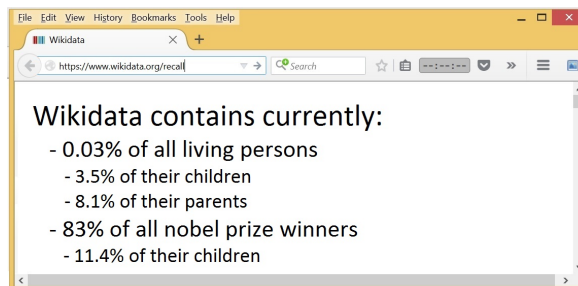 File Edit View History Bookmarks Tools Help
Wikidata
https://www.wikidata.org/recall
Search
--:--:--
Wikidata contains currently:
- 0.03% of all living persons
- 3.5% of their children
- 8.1% of their parents
- 83% of all nobel prize winners
- 11.4% of their children